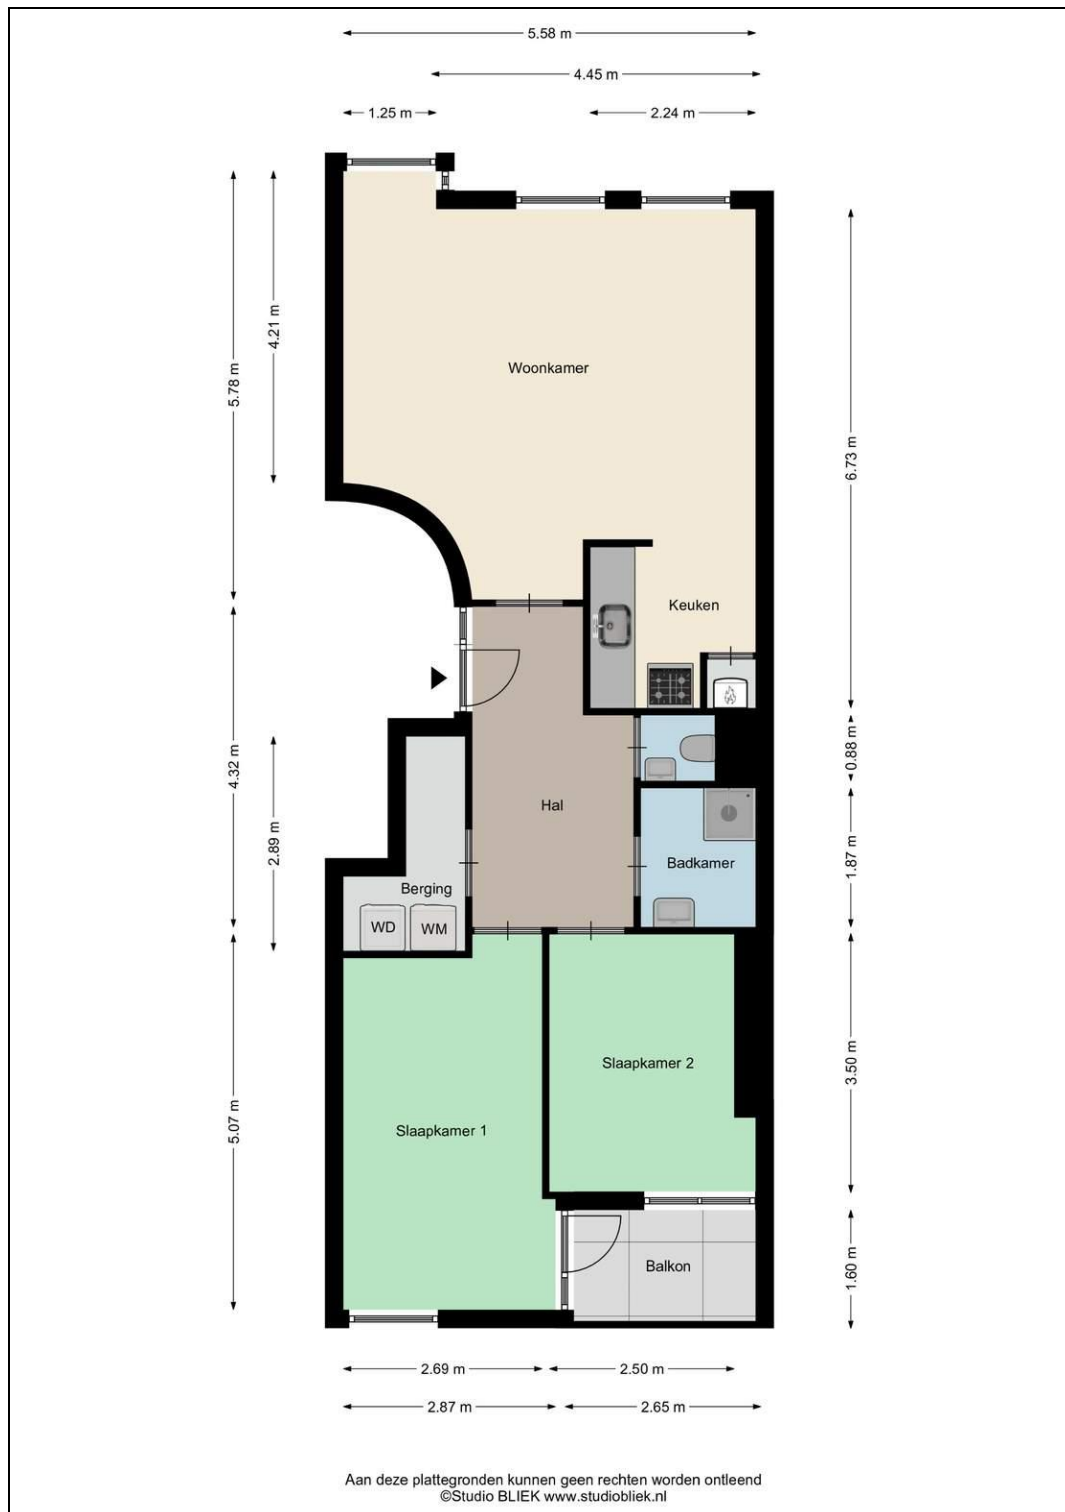 5.58 m
4.45 m
1.25 m
2.24 m
4.21 m
5.78 m
Woonkamer
6.73 m
Keuken
0.88 m
4.32 m
Hal
2.89 m
Badkamer
1.87 m
Berging
WD
WM
Slaapkamer 2
3.50 m
Slaapkamer 1
5.07 m
Balkon
1.60 m
2.69 m
2.50 m
2.87 m
2.65 m
Aan deze plattegronden kunnen geen rechten worden ontleend
©Studio BLIEK www.studiobliek.nl